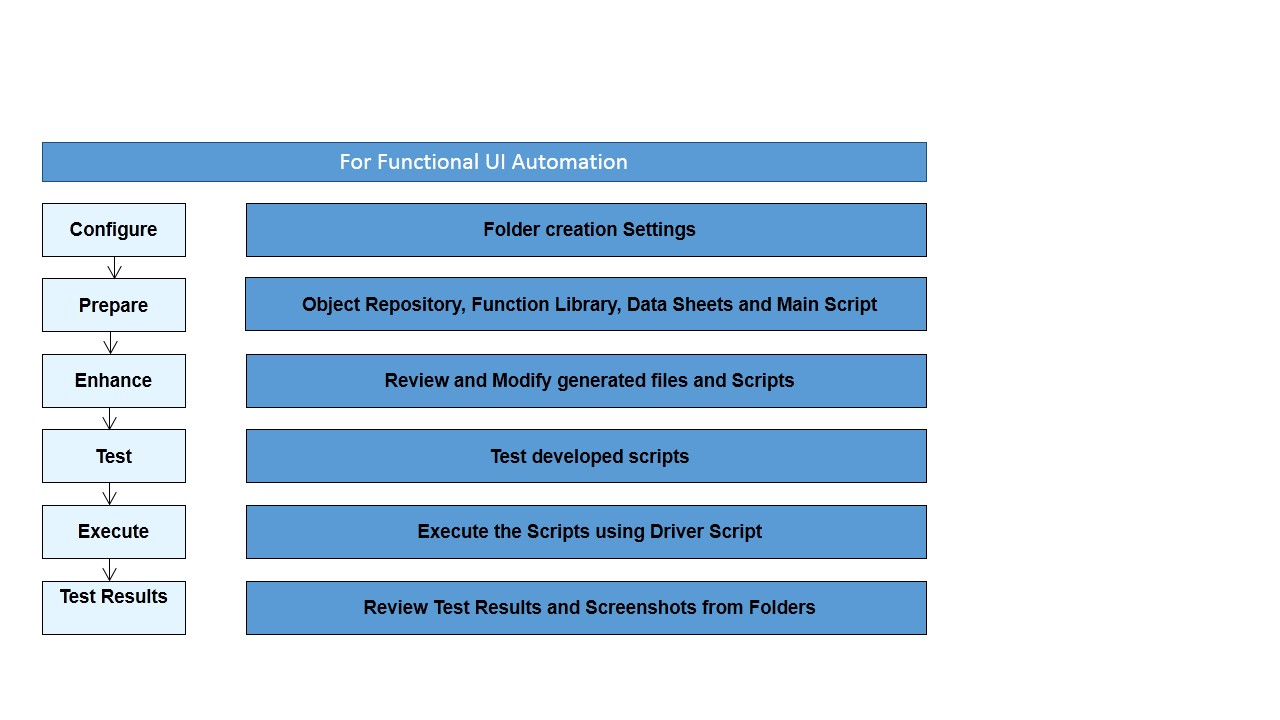 For Functional UI Automation
Configure
Folder creation Settings
Prepare
Object Repository, Function Library, Data Sheets and Main Script
Enhance
Review and Modify generated files and Scripts
Test
Test developed scripts
Execute
Execute the Scripts using Driver Script
Test Results
Review Test Results and Screenshots from Folders